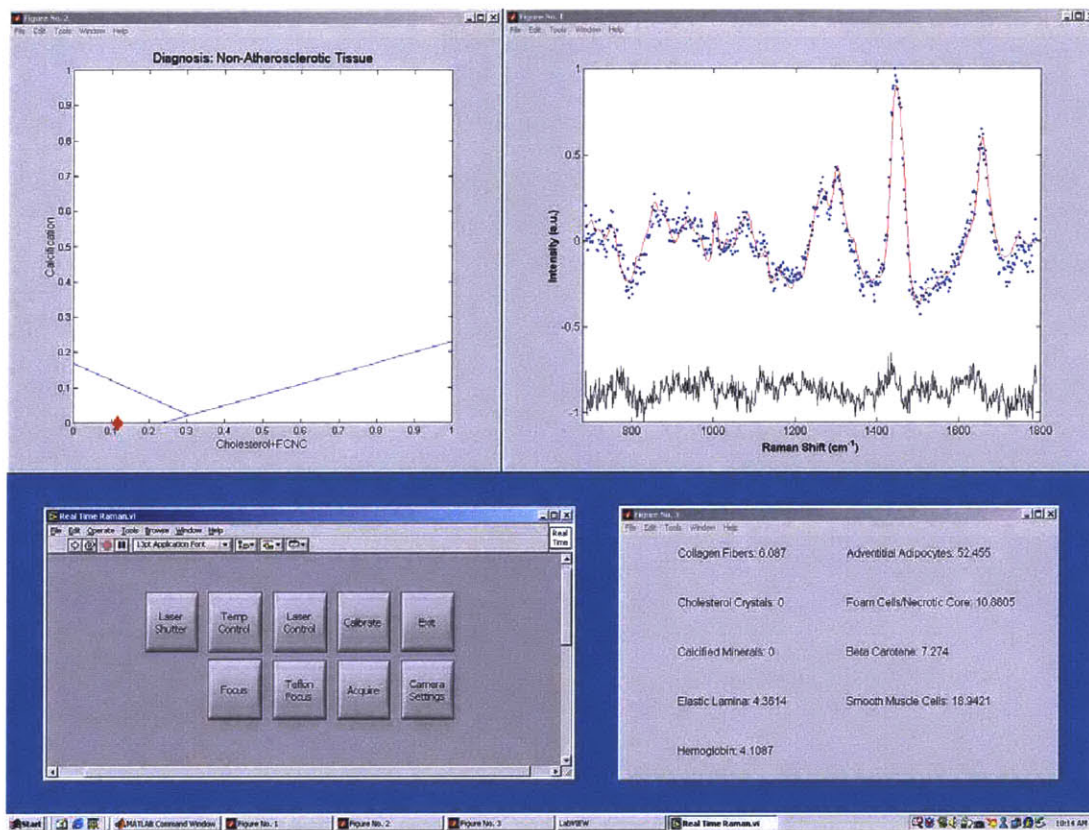 Figure No. 2
File Edit Tools Window Help
Diagnosis: Non-Atherosclerotic Tissue
1
0.9
0.8
0.7
0.6
0.5
0.4
0.3
0.2
0.1
0
Calcification
0 0.1 0.2 0.3 0.4 0.5 0.6 0.7 0.8 0.9 1
Cholesterol+FCNC
Figure No. 1
File Edit Tools Window Help
1
0.5
0
-0.5
-1
Intensity (a.u.)
800 1000 1200 1400 1600 1800
Raman Shift (cm-1)
Real Time Raman.vi
File Edit Operate Tools Browse Window Help
13pt Application Font
Real Time
Laser Shutter
Temp Control
Laser Control
Calibrate
Exit
Focus
Teflon Focus
Acquire
Camera Settings
Figure No. 3
File Edit Tools Window Help
Collagen Fibers: 6.087 Adventitial Adipocytes: 52.455
Cholesterol Crystals: 0 Foam Cells/Necrotic Core: 10.8805
Calcified Minerals: 0 Beta Carotene: 7.274
Elastic Lamina: 4.3614 Smooth Muscle Cells: 18.9421
Hemoglobin: 4.1087
Start MATLAB Command Window Figure No. 1 Figure No. 2 Figure No. 3 LabVIEW Real Time Raman.vi 10:14 AM